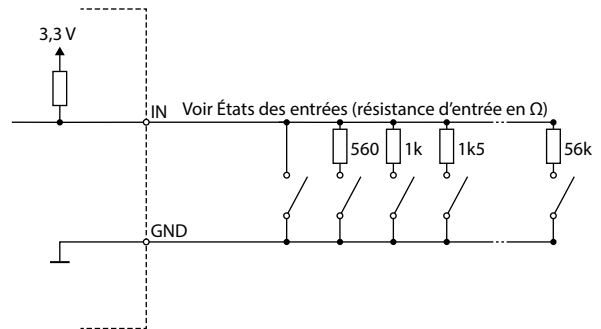 3,3 V
IN
Voir États des entrées (résistance d'entrée en Ω)
560
1k
1k5
56k
GND